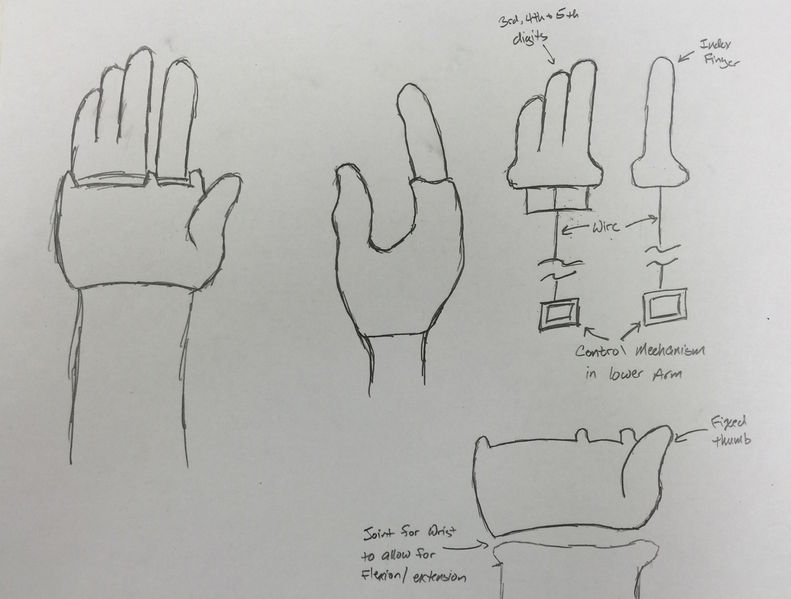 3rd, 4th + 5th
digits
Index
Finger
Wire
Control Mechanism
in lower Arm
Fixed
thumb
Joint for Wrist
to allow for
Flexion/extension